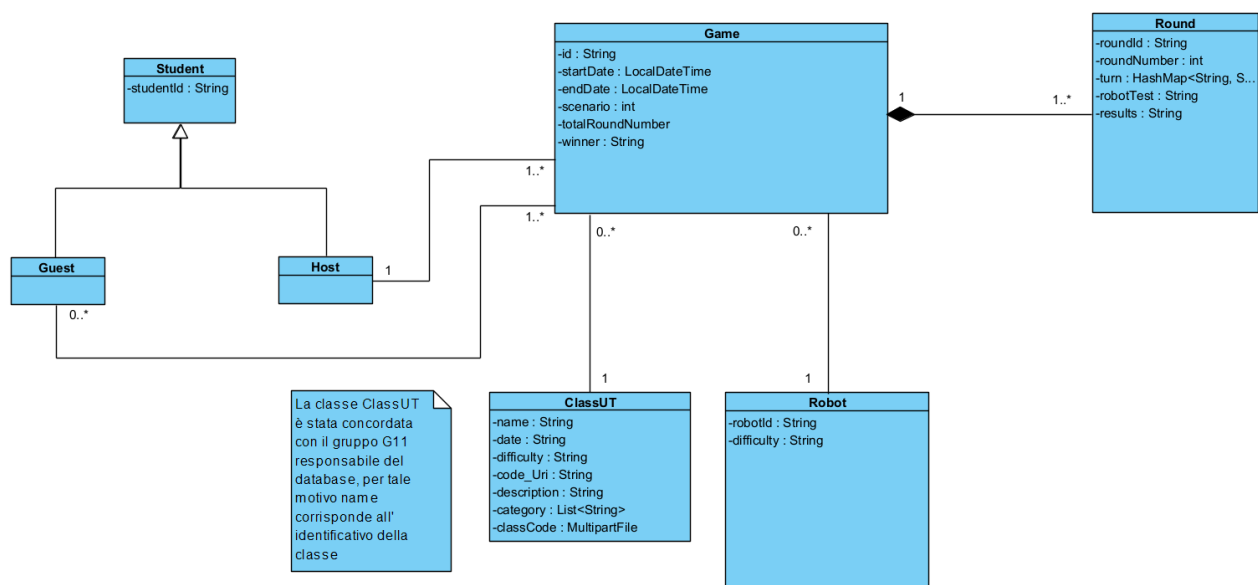 Student
-studentId : String
Guest
0..*
Host
1
1..*
1..*
Game
-id : String
-startDate : LocalDateTime
-endDate : LocalDateTime
-scenario : int
-totalRoundNumber
-winner : String
1
1..*
Round
-roundId : String
-roundNumber : int
-turn : HashMap<String, S...
-robotTest : String
-results : String
0..*
0..*
1
1
La classe ClassUT
è stata concordata
con il gruppo G11
responsabile del
database, per tale
motivo name
corrisponde all'
identificativo della
classe
ClassUT
-name : String
-date : String
-difficulty : String
-code_Uri : String
-description : String
-category : List<String>
-classCode : MultipartFile
Robot
-robotId : String
-difficulty : String